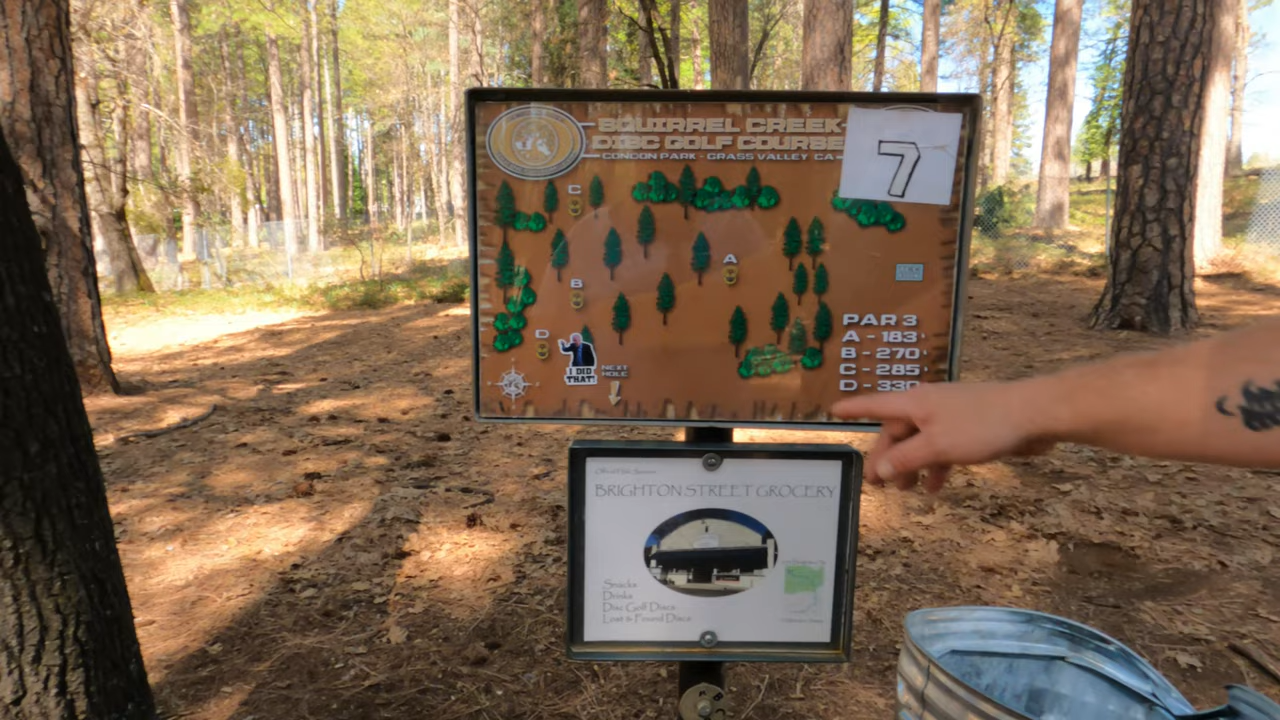 SQUIRREL CREEK
DISC GOLF COURSE
CONDON PARK - GRASS VALLEY CA
7
C
A
B
D
I DID
THAT!
NEXT
HOLE
PAR 3
A - 183'
B - 270'
C - 285'
D - 330
BRIGHTON STREET GROCERY
Snacks
Drinks
Disc Golf Discs
Lost & Found Discs